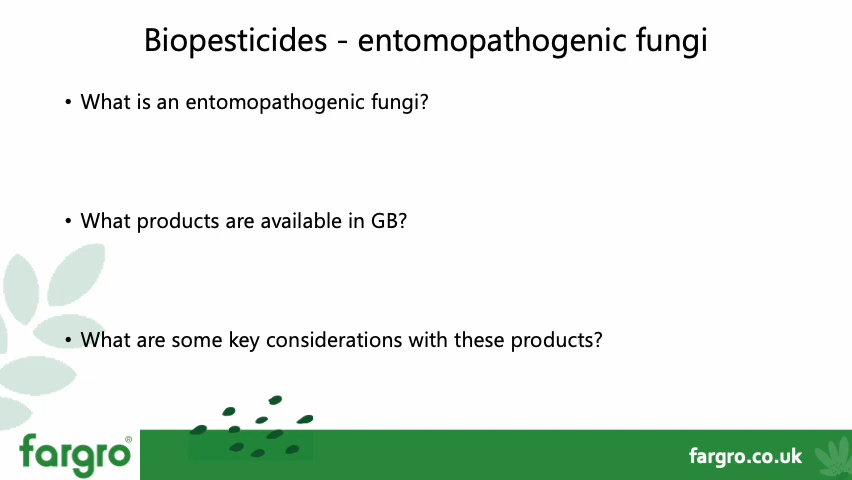 Biopesticides - entomopathogenic fungi
• What is an entomopathogenic fungi?
• What products are available in GB?
• What are some key considerations with these products?
fargro®
fargro.co.uk